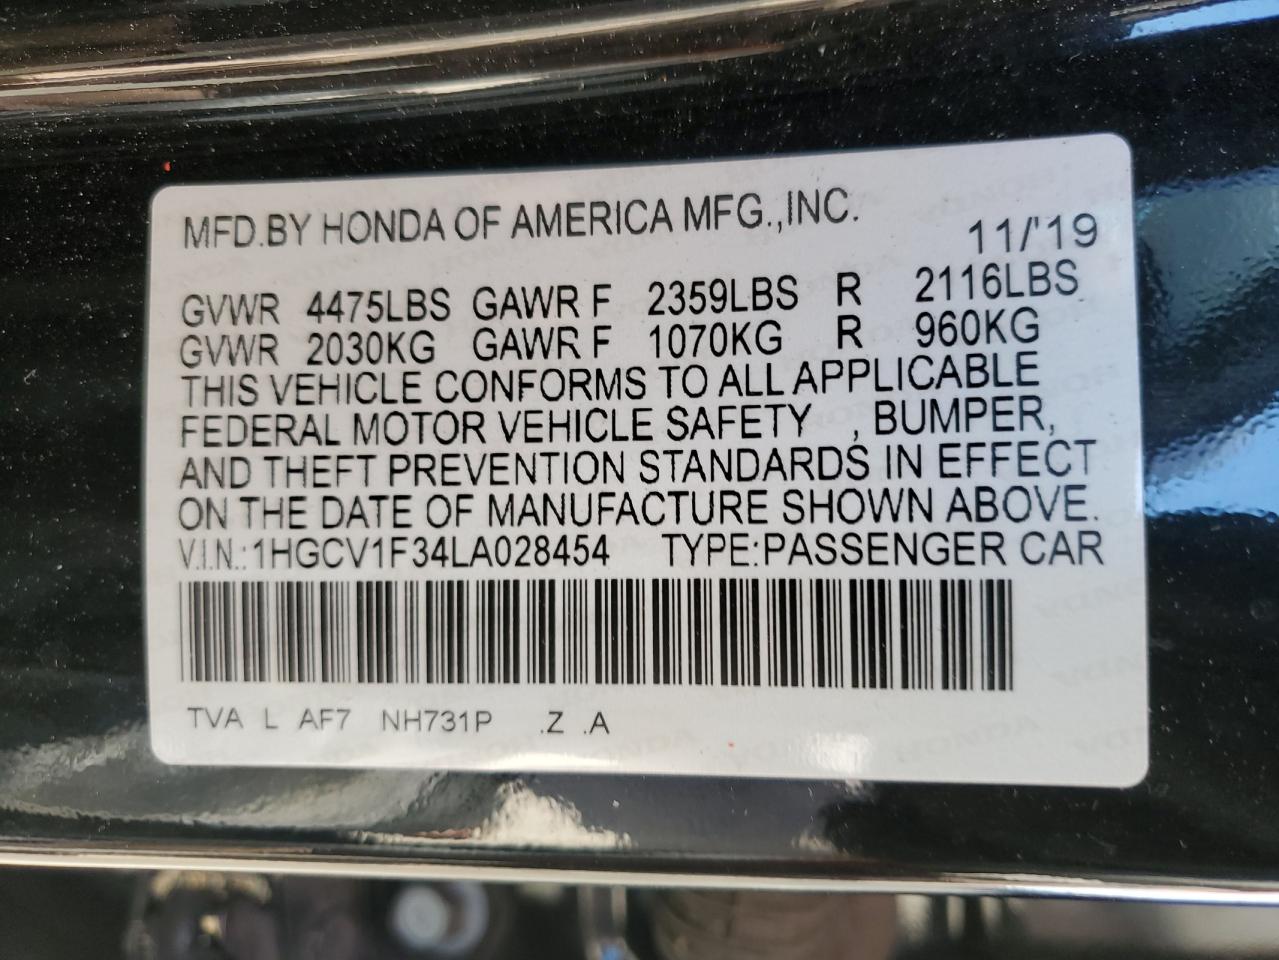 MFD.BY HONDA OF AMERICA MFG.,INC.
11/'19
GVWR 4475LBS GAWR F 2359LBS R 2116LBS
GVWR 2030KG GAWR F 1070KG R 960KG
THIS VEHICLE CONFORMS TO ALL APPLICABLE
FEDERAL MOTOR VEHICLE SAFETY , BUMPER,
AND THEFT PREVENTION STANDARDS IN EFFECT
ON THE DATE OF MANUFACTURE SHOWN ABOVE.
V.I.N.:1HGCV1F34LA028454 TYPE:PASSENGER CAR
TVA L AF7 NH731P .Z .A